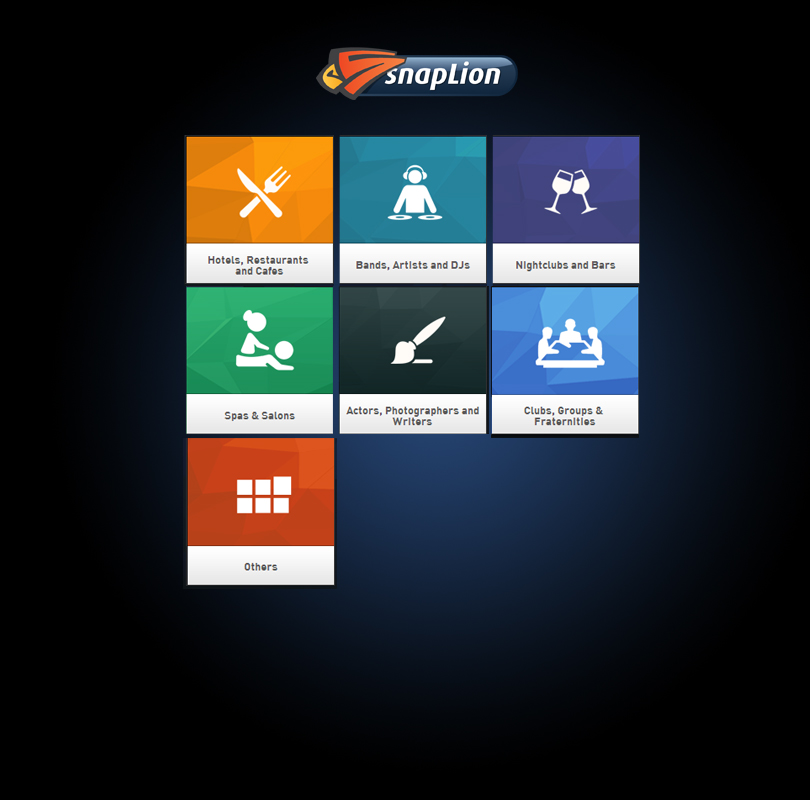 snapLion
Hotels, Restaurants
and Cafes
Bands, Artists and DJs
Nightclubs and Bars
Spas & Salons
Actors, Photographers and
Writers
Clubs, Groups &
Fraternities
Others